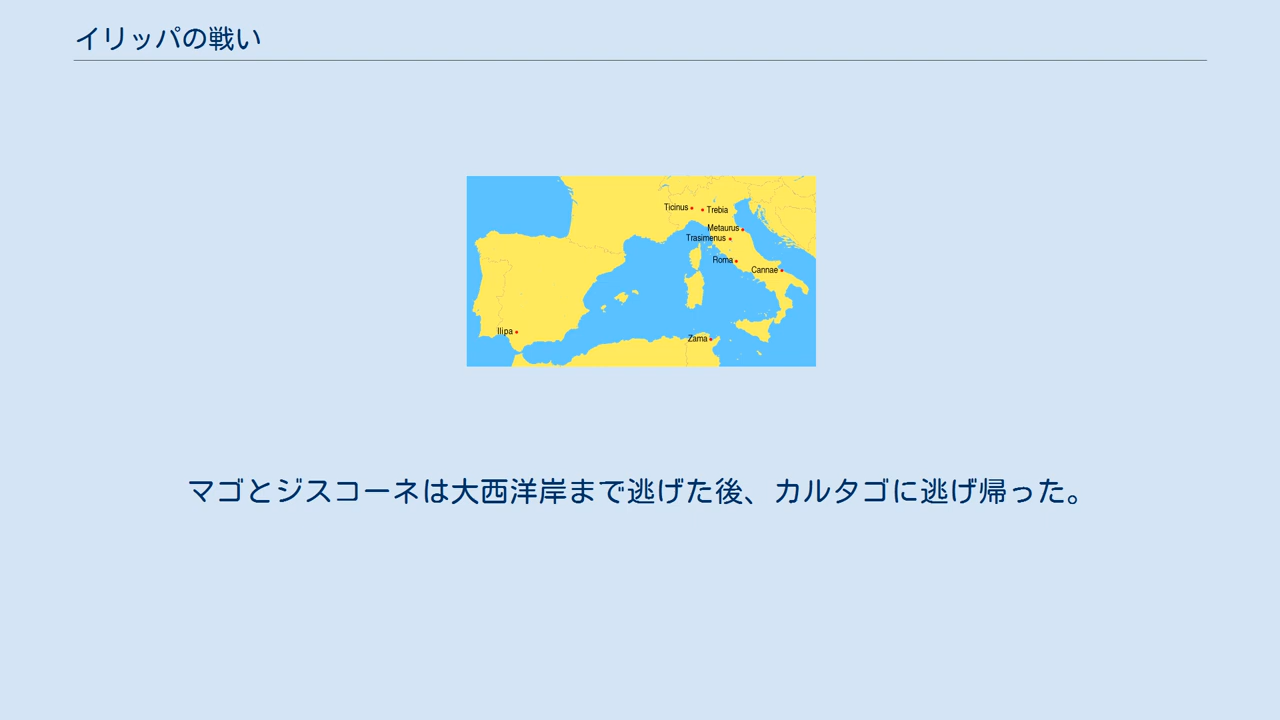 イリッパの戦い
Ticinus
Trebia
Metaurus
Trasimenus
Roma
Cannae
Ilipa
Zama
マゴとジスコーネは大西洋岸まで逃げた後、カルタゴに逃げ帰った。